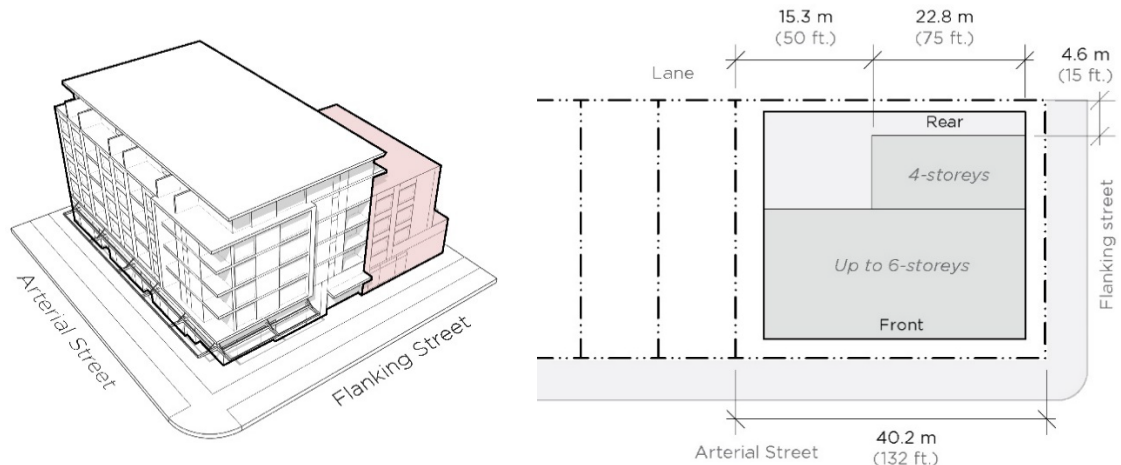 Arterial Street
Flanking Street
15.3 m
(50 ft.)
22.8 m
(75 ft.)
4.6 m
(15 ft.)
Lane
Rear
4-storeys
Up to 6-storeys
Front
Flanking street
40.2 m
(132 ft.)
Arterial Street